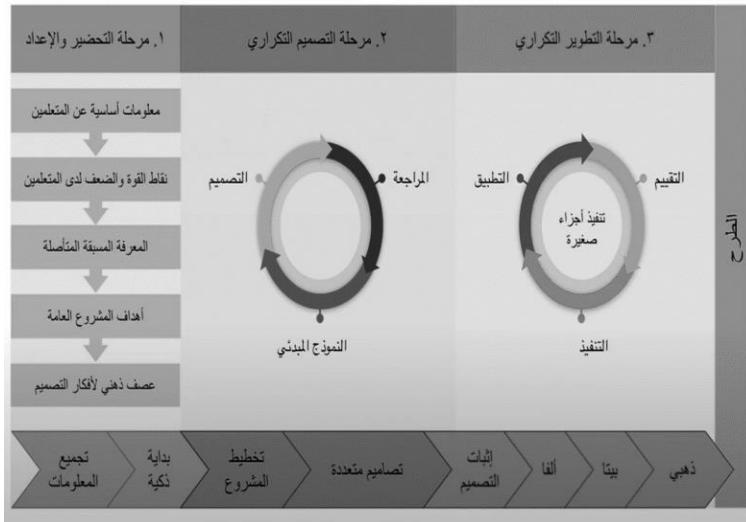 ١. مرحلة التحضير والإعداد
٢. مرحلة التصميم التكراري
٣. مرحلة التطوير التكراري
معلومات أساسية عن المتعلمين
نقاط القوة والضعف لدى المتعلمين
المعرفة المسبقة المتأصلة
أهداف المشروع العامة
عصف ذهني لأفكار التصميم
التصميم
المراجعة
النموذج المبدئي
التطبيق
التقييم
تنفيذ أجزاء
صغيرة
التنفيذ
الطرح
تجميع
المعلومات
بداية
ذكية
تخطيط
المشروع
تصاميم متعددة
إثبات
التصميم
ألفا
بيتا
ذهبي